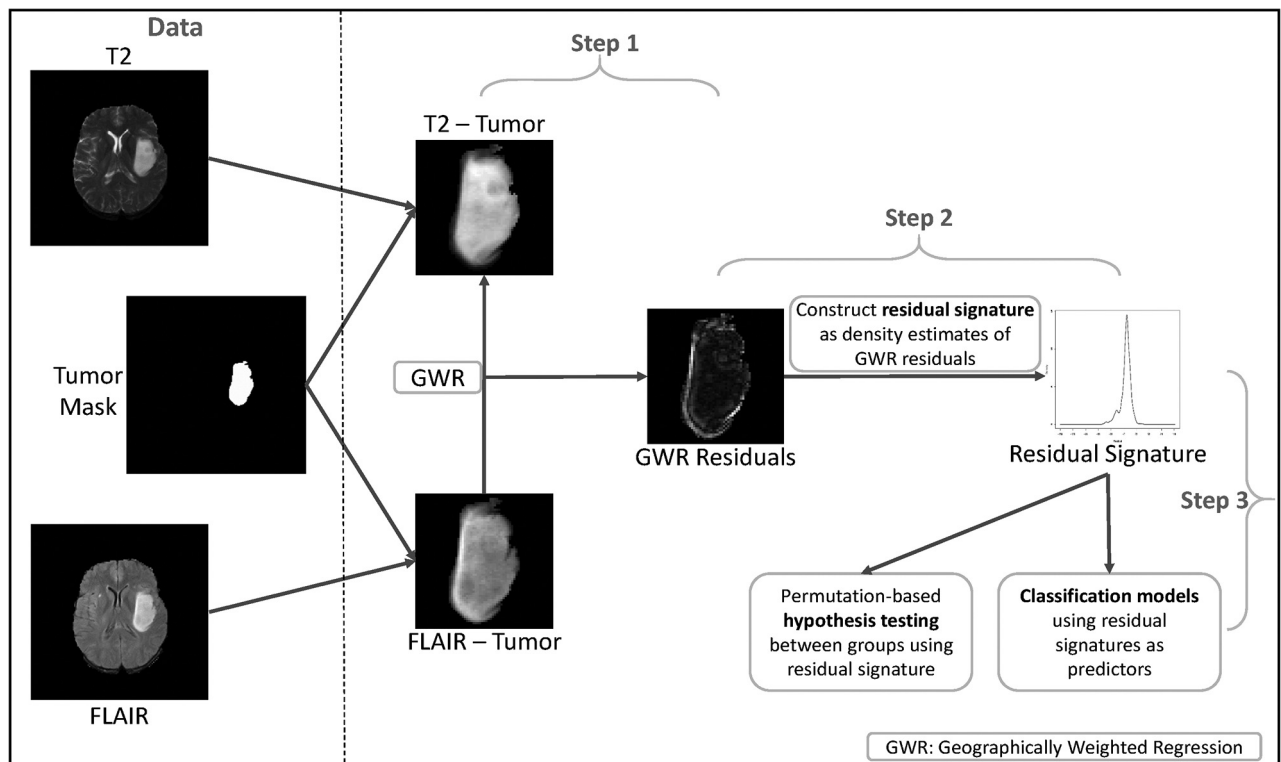 Data
T2
Tumor
Mask
FLAIR
Step 1
T2 – Tumor
GWR
FLAIR – Tumor
Step 2
Construct residual signature
as density estimates of
GWR residuals
GWR Residuals
Residual Signature
Step 3
Permutation-based
hypothesis testing
between groups using
residual signature
Classification models
using residual
signatures as
predictors
GWR: Geographically Weighted Regression